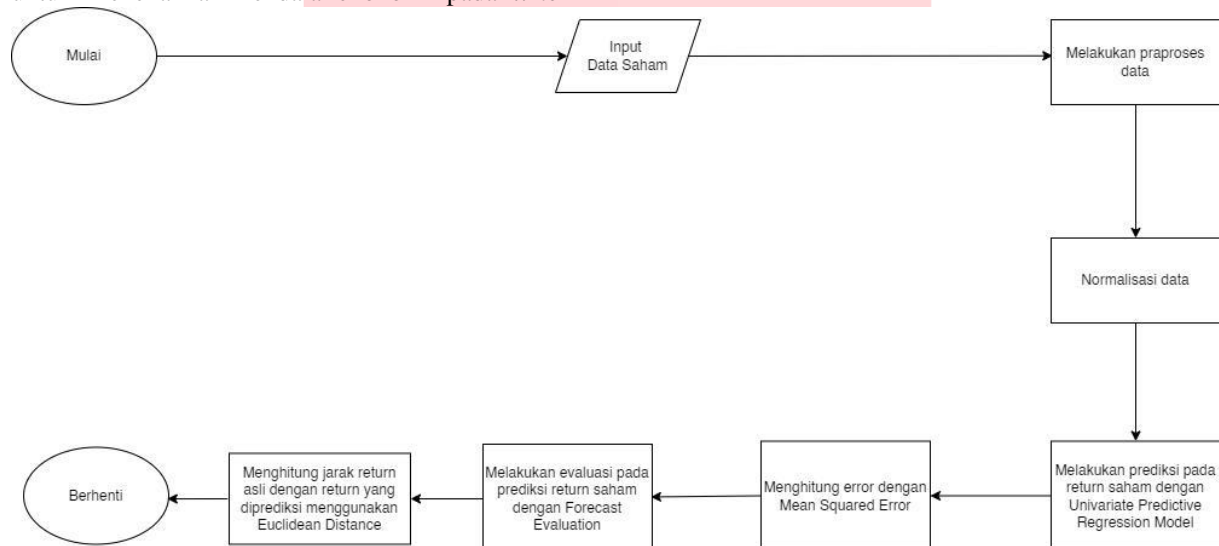 Mulai
Input
Data Saham
Melakukan praproses
data
Normalisasi data
Melakukan prediksi pada
return saham dengan
Univariate Predictive
Regression Model
Menghitung error dengan
Mean Squared Error
Melakukan evaluasi pada
prediksi return saham
dengan Forecast
Evaluation
Menghitung jarak return
asli dengan return yang
diprediksi menggunakan
Euclidean Distance
Berhenti